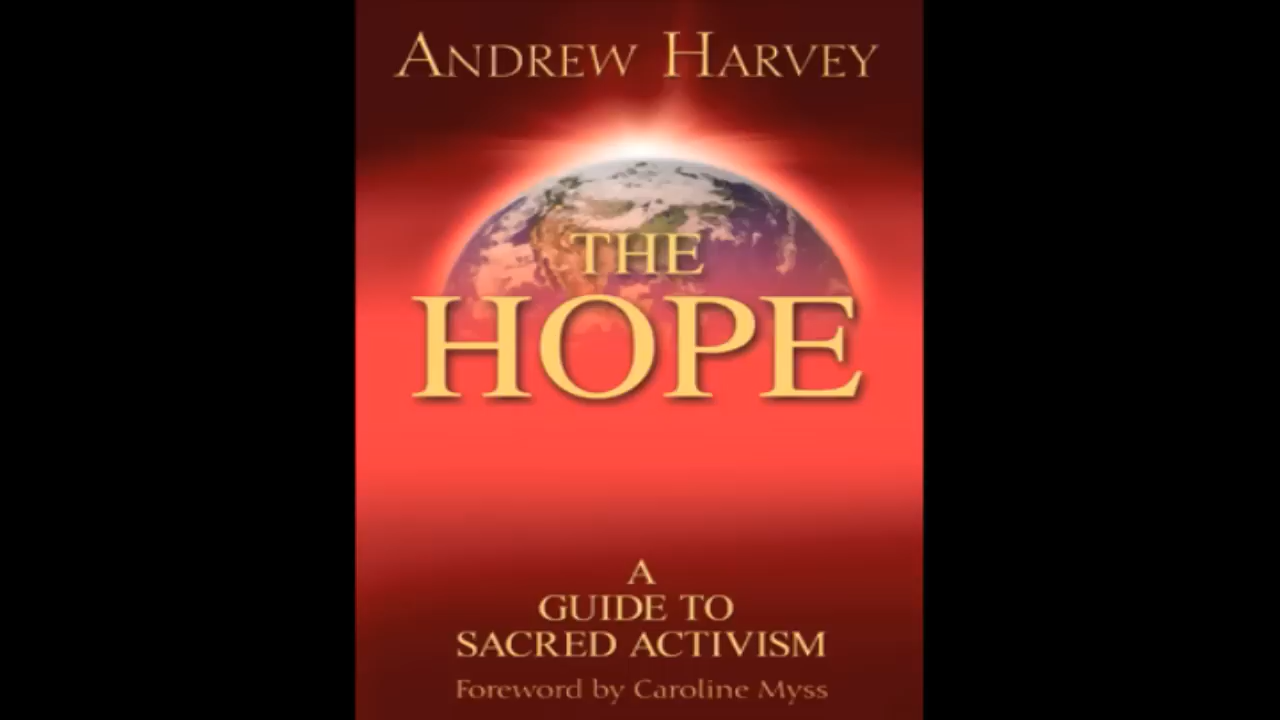 ANDREW HARVEY
THE
HOPE
A
GUIDE TO
SACRED ACTIVISM
Foreword by Caroline Myss